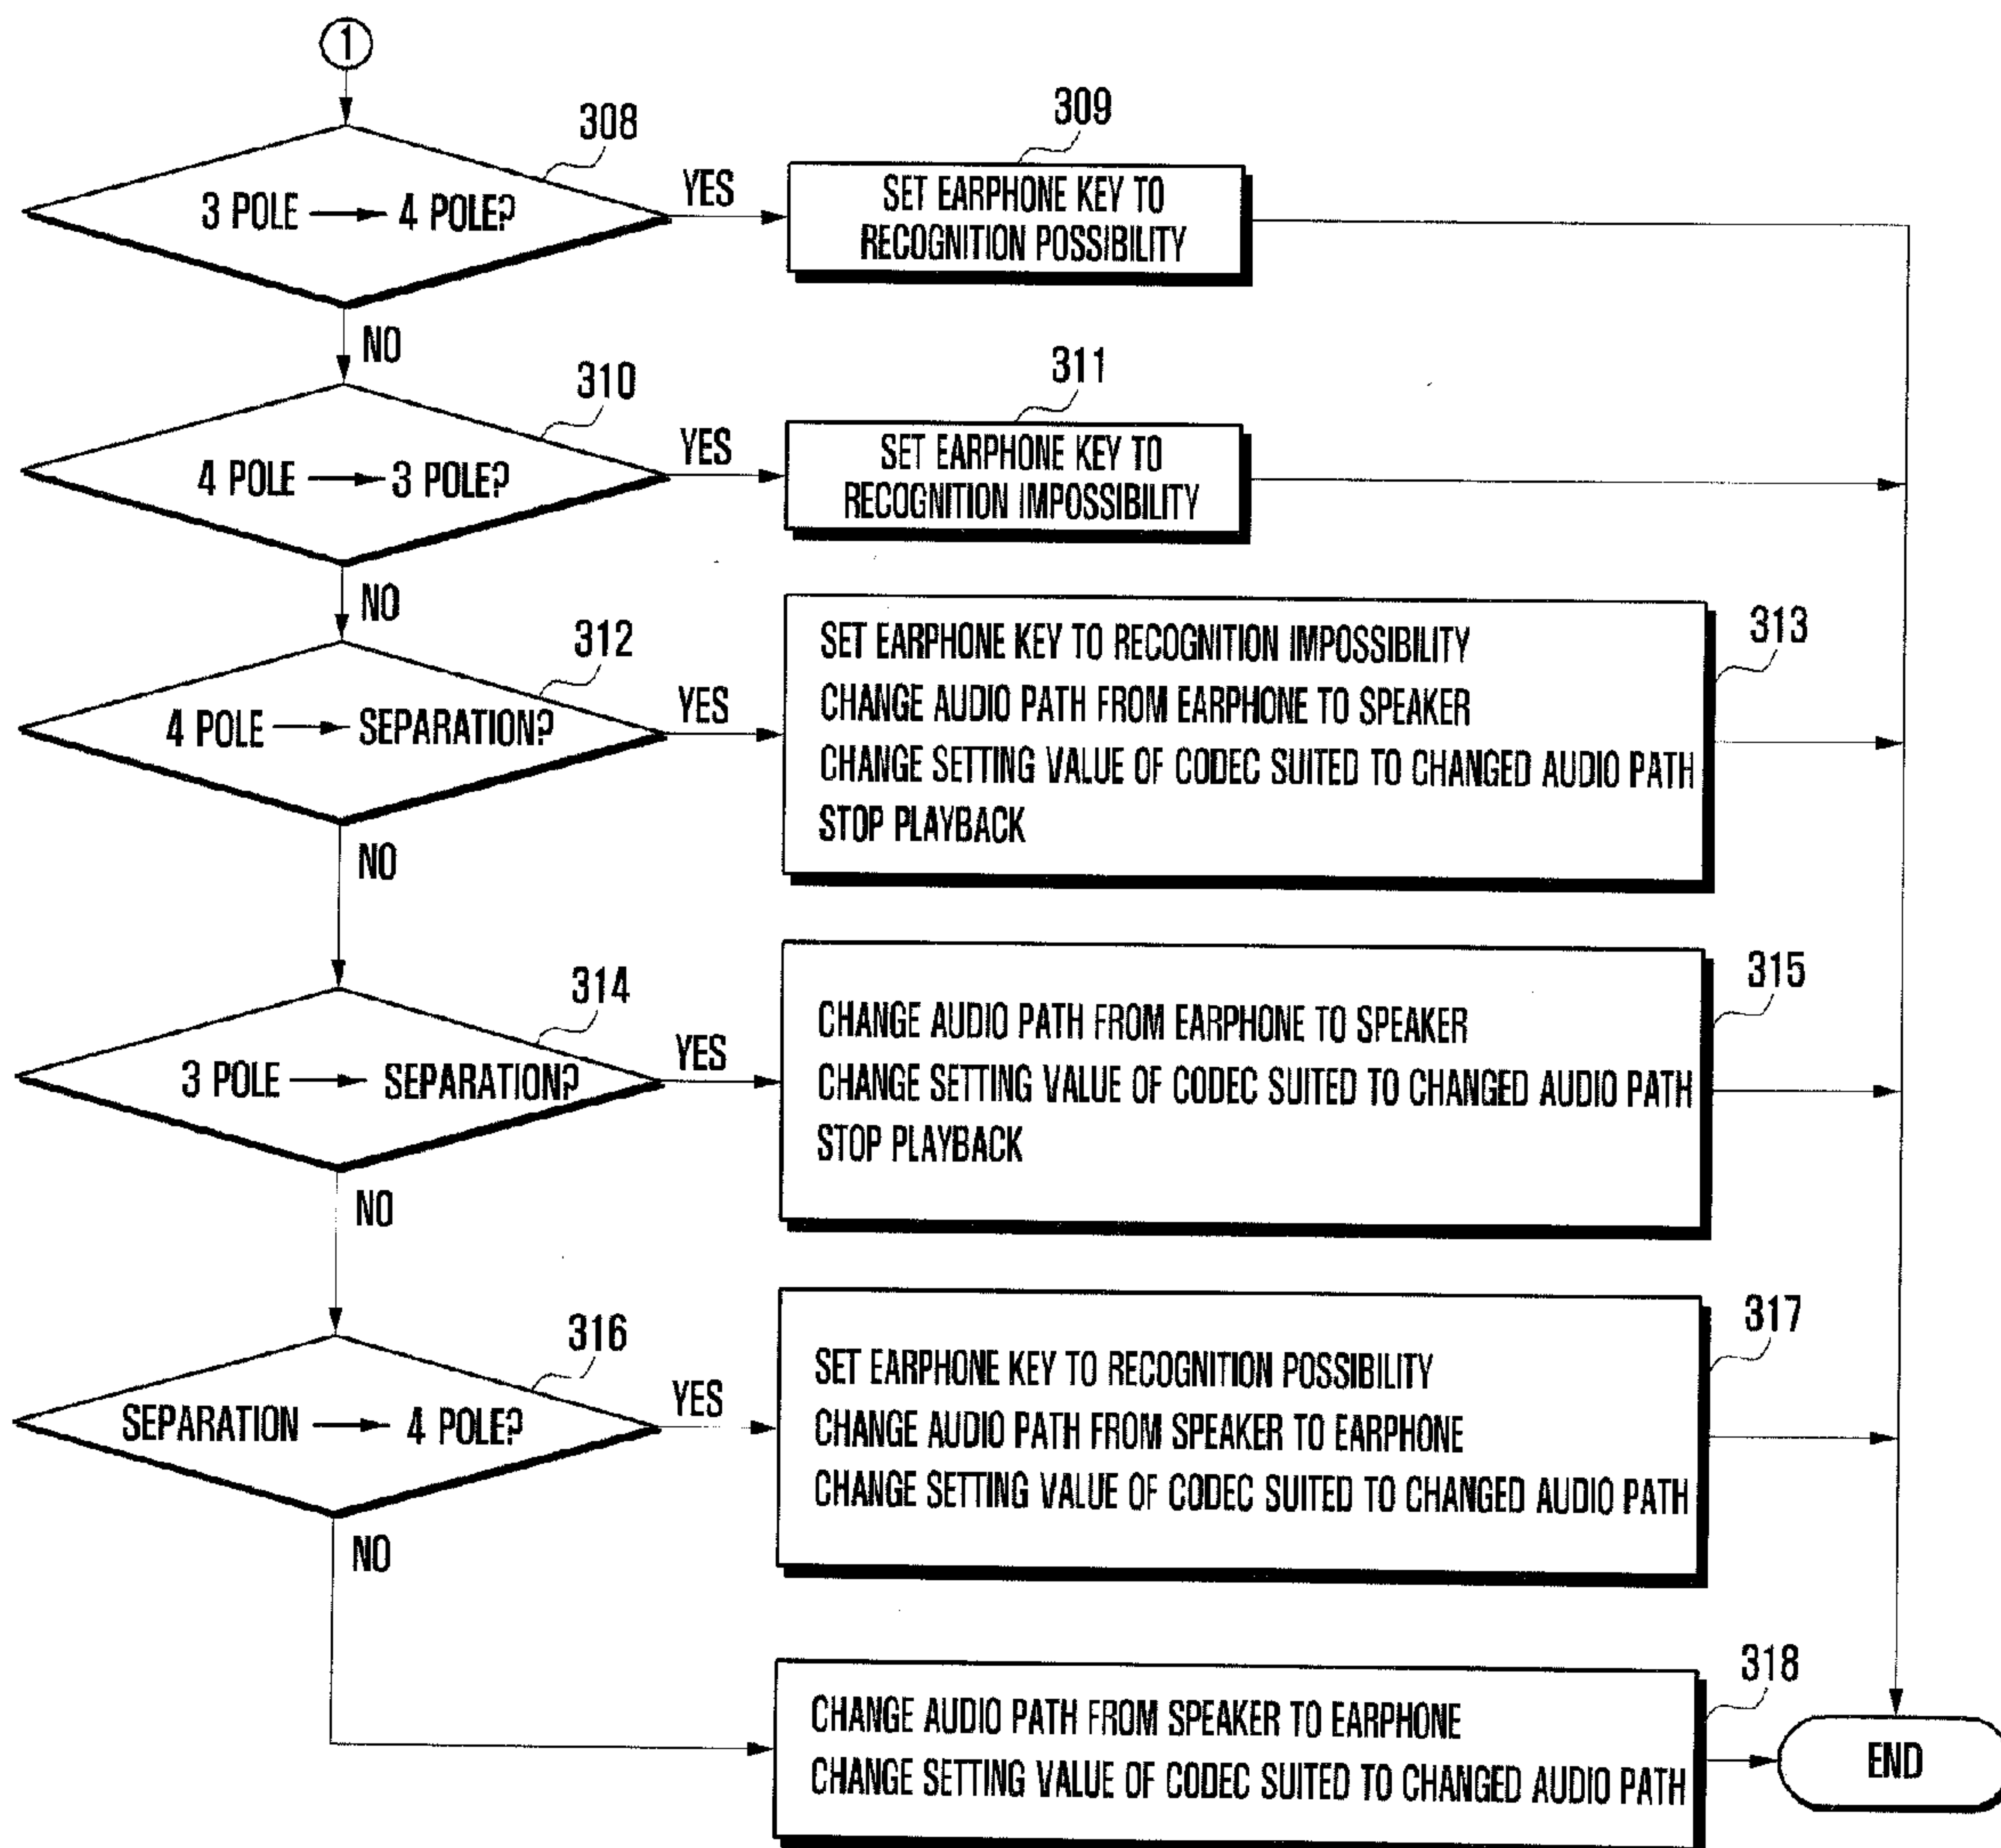 1
308
3 POLE → 4 POLE?
YES
309
SET EARPHONE KEY TO
RECOGNITION POSSIBILITY
NO
310
4 POLE → 3 POLE?
YES
311
SET EARPHONE KEY TO
RECOGNITION IMPOSSIBILITY
NO
312
4 POLE → SEPARATION?
YES
313
SET EARPHONE KEY TO RECOGNITION IMPOSSIBILITY
CHANGE AUDIO PATH FROM EARPHONE TO SPEAKER
CHANGE SETTING VALUE OF CODEC SUITED TO CHANGED AUDIO PATH
STOP PLAYBACK
NO
314
3 POLE → SEPARATION?
YES
315
CHANGE AUDIO PATH FROM EARPHONE TO SPEAKER
CHANGE SETTING VALUE OF CODEC SUITED TO CHANGED AUDIO PATH
STOP PLAYBACK
NO
316
SEPARATION → 4 POLE?
YES
317
SET EARPHONE KEY TO RECOGNITION POSSIBILITY
CHANGE AUDIO PATH FROM SPEAKER TO EARPHONE
CHANGE SETTING VALUE OF CODEC SUITED TO CHANGED AUDIO PATH
NO
318
CHANGE AUDIO PATH FROM SPEAKER TO EARPHONE
CHANGE SETTING VALUE OF CODEC SUITED TO CHANGED AUDIO PATH
END